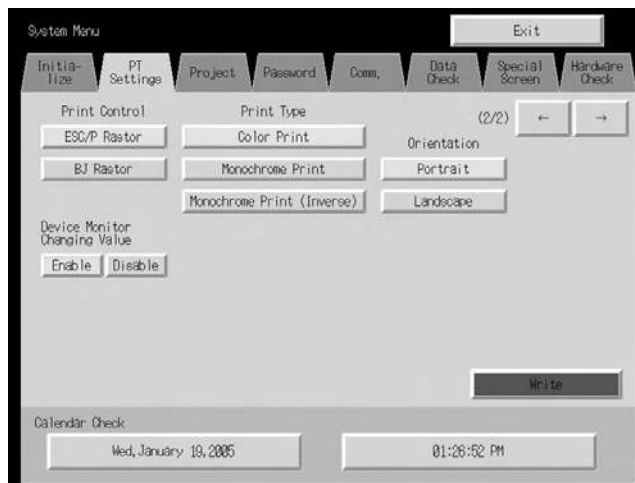 System Menu
Exit
Initia-
lize
PT
Settings
Project
Password
Comm.
Data
Check
Special
Screen
Hardware
Check
Print Control
Print Type
(2/2)
←
→
ESC/P Rastor
Color Print
Orientation
BJ Rastor
Monochrome Print
Portrait
Monochrome Print (Inverse)
Landscape
Device Monitor
Changing Value
Enable
Disable
Write
Calendar Check
Wed, January 19, 2005
01:26:52 PM